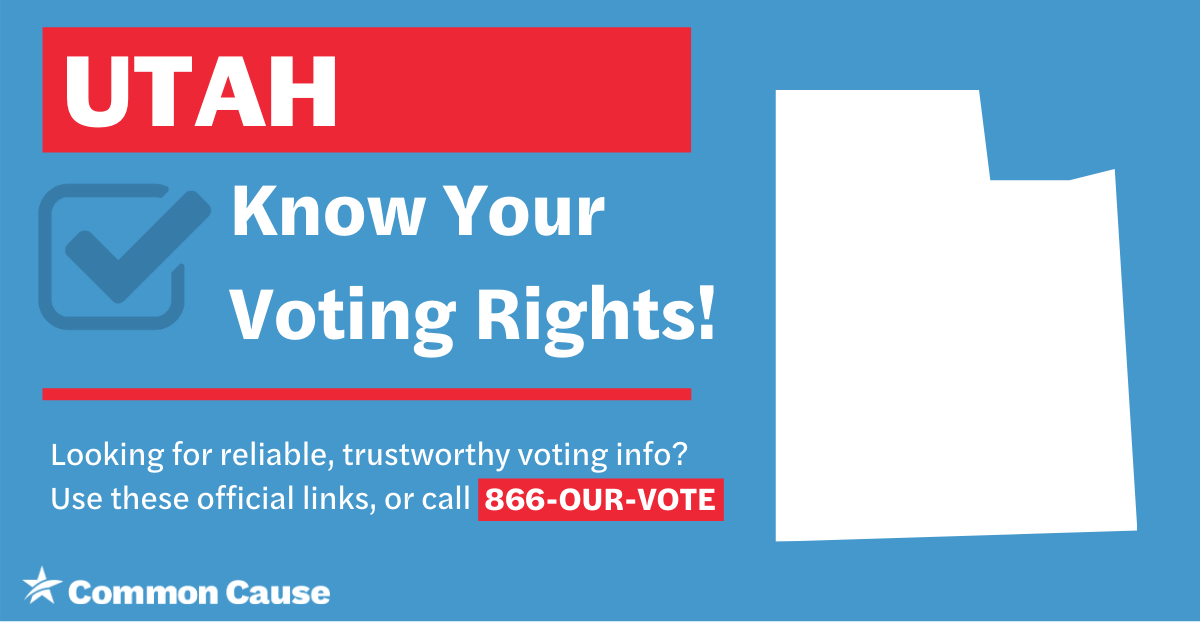 UTAH
Know Your
Voting Rights!
Looking for reliable, trustworthy voting info?
Use these official links, or call 866-OUR-VOTE
Common Cause